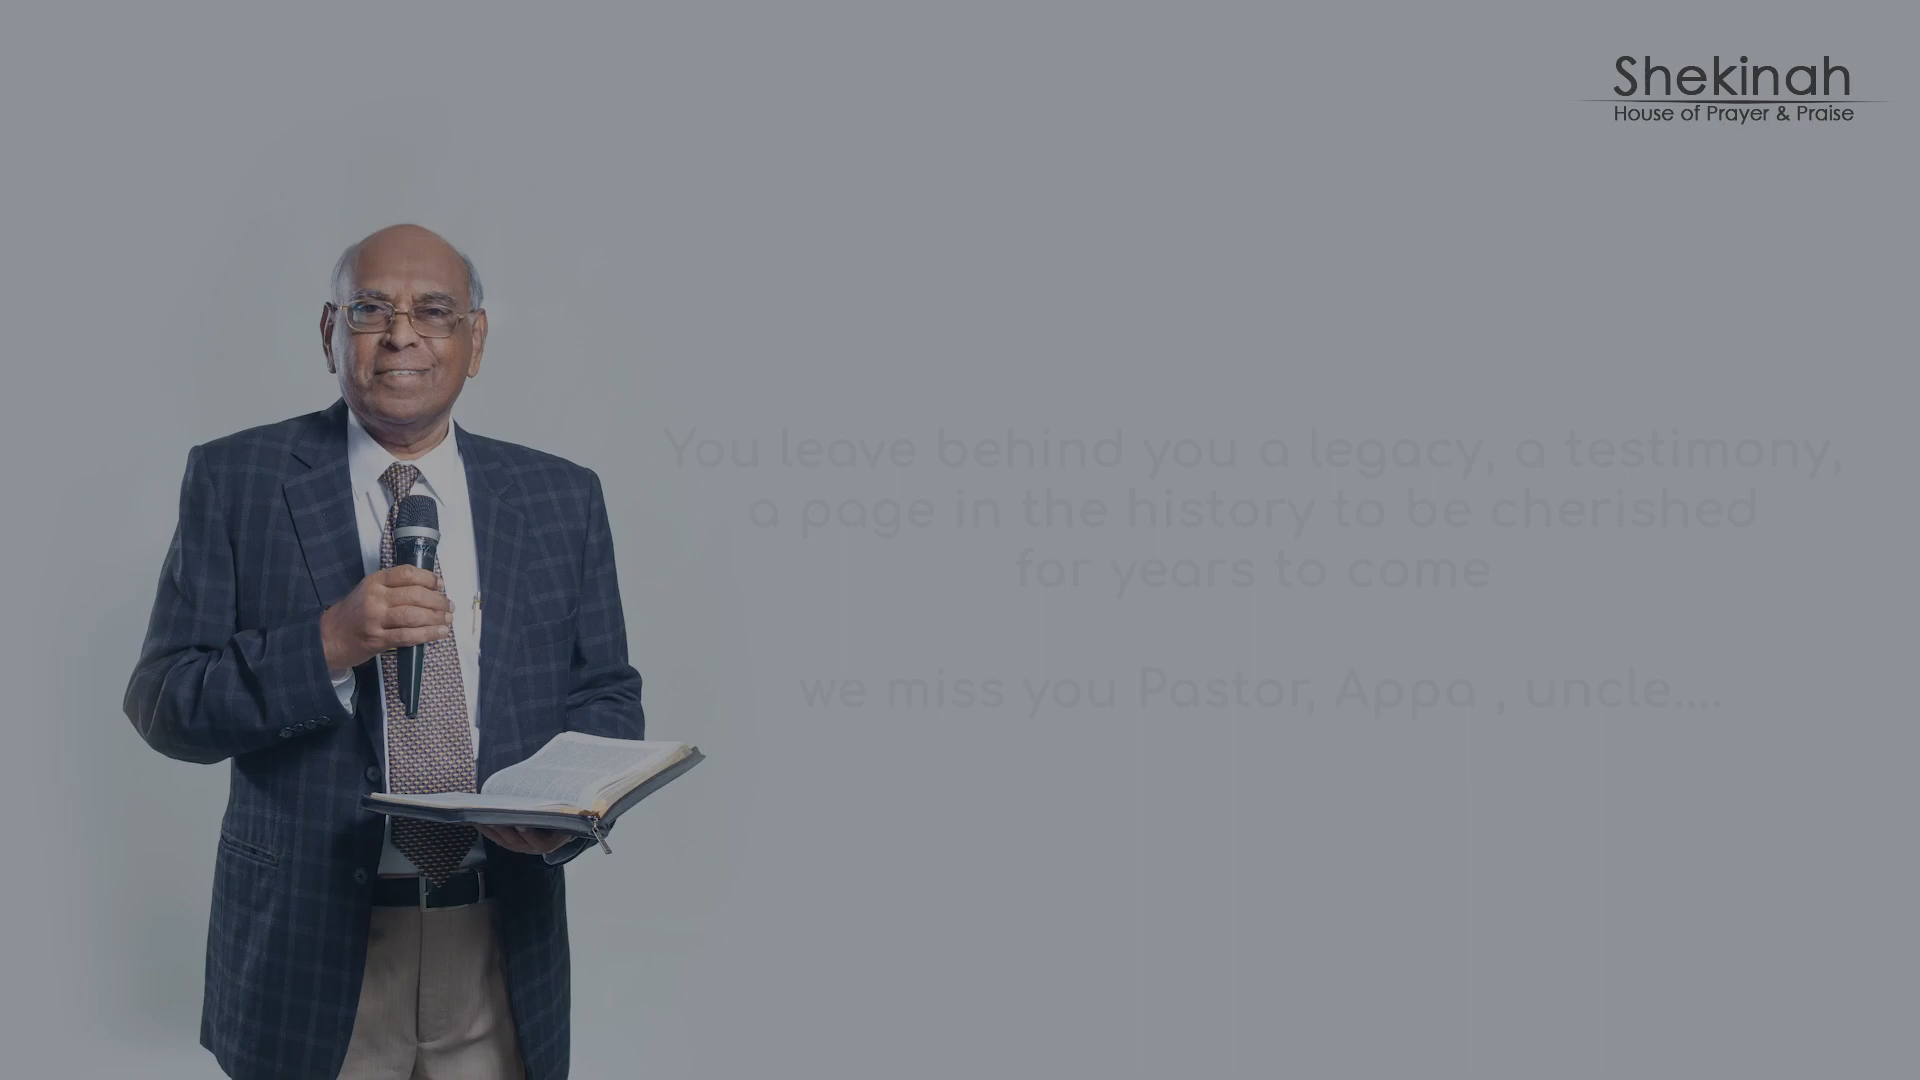 Shekinah
House of Prayer & Praise
You leave behind you a legacy, a testimony,
a page in the history to be cherished
for years to come
we miss you Pastor, Appa , uncle....